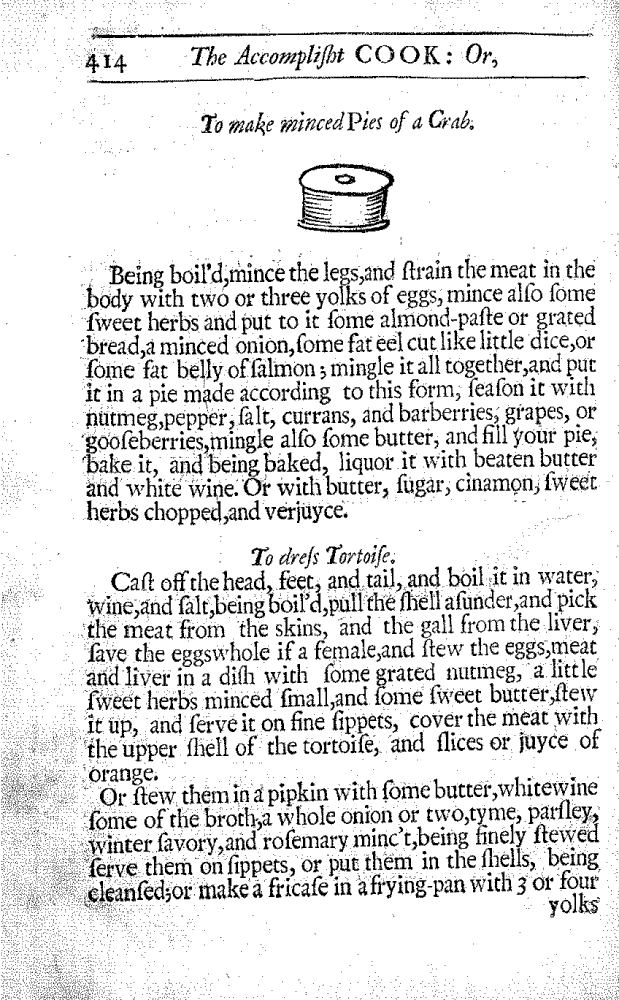 414 The Accompliſht COOK: Or,
To make minced Pies of a Crab.
Being boil'd,mince the legs,and ſtrain the meat in the
body with two or three yolks of eggs, mince alſo ſome
ſweet herbs and put to it ſome almond-paſte or grated
bread,a minced onion,ſome fat eel cut like little dice,or
ſome fat belly of ſalmon; mingle it all together,and put
it in a pie made according to this form, ſeaſon it with
nutmeg,pepper, ſalt, currans, and barberries, grapes, or
gooſeberries,mingle alſo ſome butter, and fill your pie,
bake it, and being baked, liquor it with beaten butter
and white wine. Or with butter, ſugar, cinamon, ſweet
herbs chopped,and verjuyce.
To dreſs Tortoiſe.
Caſt off the head, feet, and tail, and boil it in water,
wine,and ſalt,being boil'd,pull the ſhell aſunder,and pick
the meat from the skins, and the gall from the liver,
ſave the eggs whole if a female,and ſtew the eggs,meat
and liver in a diſh with ſome grated nutmeg, a little
ſweet herbs minced ſmall,and ſome ſweet butter,ſtew
it up, and ſerve it on fine ſippets, cover the meat with
the upper ſhell of the tortoiſe, and ſlices or juyce of
orange.
Or ſtew them in a pipkin with ſome butter,whitewine
ſome of the broth,a whole onion or two,tyme, parſley,
winter ſavory,and roſemary minc't,being finely ſtewed
ſerve them on ſippets, or put them in the ſhells, being
cleanſed;or make a fricaſe in a frying-pan with 3 or four
yolks